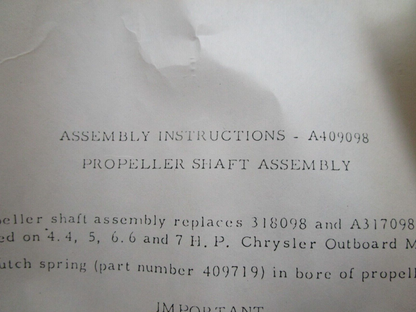 ASSEMBLY INSTRUCTIONS - A409098
PROPELLER SHAFT ASSEMBLY
peller shaft assembly replaces 318098 and A317098
ed on 4.4, 5, 6.6 and 7 H. P. Chrysler Outboard M
utch spring (part number 409719) in bore of propell
IMPORTANT